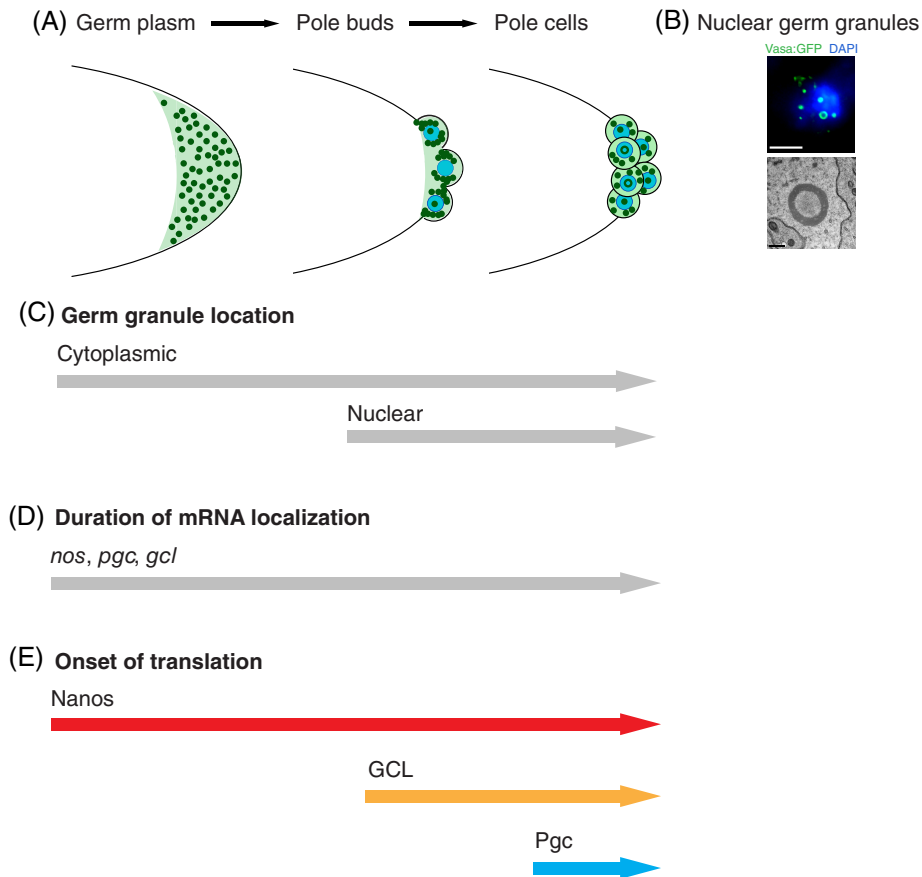 (A) Germ plasm Pole buds Pole cells
(B) Nuclear germ granules
Vasa:GFP DAPI
(C) Germ granule location
Cytoplasmic
Nuclear
(D) Duration of mRNA localization
nos, pgc, gcl
(E) Onset of translation
Nanos
GCL
Pgc